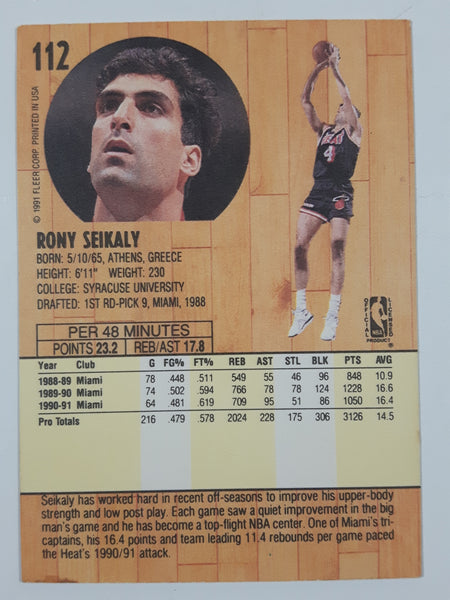 112
© 1991 FLEER CORP. PRINTED IN USA
RONY SEIKALY
BORN: 5/10/65, ATHENS, GREECE
HEIGHT: 6'11" WEIGHT: 230
COLLEGE: SYRACUSE UNIVERSITY
DRAFTED: 1ST RD-PICK 9, MIAMI, 1988
4
OFFICIAL LICENSED
NBA
PRODUCT ®
PER 48 MINUTES
POINTS 23.2 REB/AST 17.8
Year Club G FG% FT% REB AST STL BLK PTS AVG
1988-89 Miami 78 .448 .511 549 55 46 96 848 10.9
1989-90 Miami 74 .502 .594 766 78 78 124 1228 16.6
1990-91 Miami 64 .481 .619 709 95 51 86 1050 16.4
Pro Totals 216 .479 .578 2024 228 175 306 3126 14.5
Seikaly has worked hard in recent off-seasons to improve his upper-body
strength and low post play. Each game saw a quiet improvement in the big
man's game and he has become a top-flight NBA center. One of Miami's tri-
captains, his 16.4 points and team leading 11.4 rebounds per game paced
the Heat's 1990/91 attack.